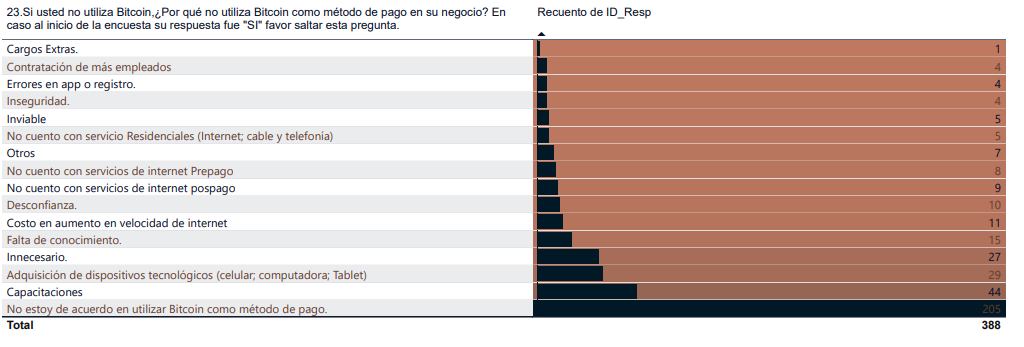 23.Si usted no utiliza Bitcoin,¿Por qué no utiliza Bitcoin como método de pago en su negocio? En
caso al inicio de la encuesta su respuesta fue "SI" favor saltar esta pregunta.
Recuento de ID_Resp
Cargos Extras. 1
Contratación de más empleados 4
Errores en app o registro. 4
Inseguridad. 4
Inviable 5
No cuento con servicio Residenciales (Internet; cable y telefonía) 5
Otros 7
No cuento con servicios de internet Prepago 8
No cuento con servicios de internet pospago 9
Desconfianza. 10
Costo en aumento en velocidad de internet 11
Falta de conocimiento. 15
Innecesario. 27
Adquisición de dispositivos tecnológicos (celular; computadora; Tablet) 29
Capacitaciones 44
No estoy de acuerdo en utilizar Bitcoin como método de pago. 205
Total 388